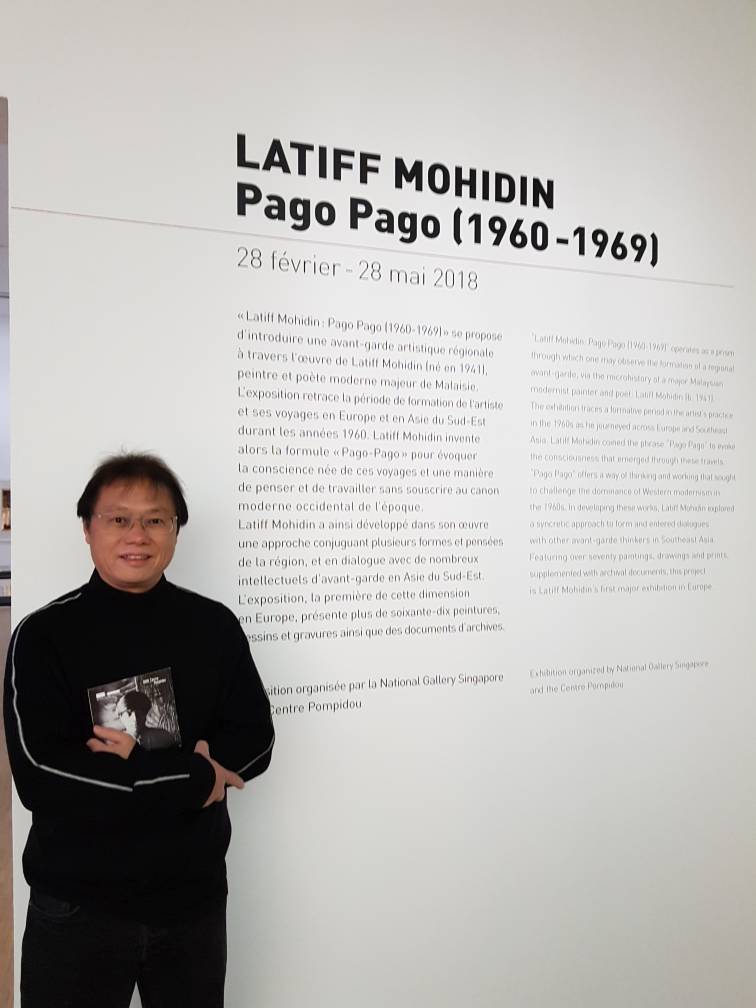 LATIFF MOHIDIN
Pago Pago (1960-1969)
28 février - 28 mai 2018
« Latiff Mohidin : Pago Pago (1960-1969) » se propose
d'introduire une avant-garde artistique régionale
à travers l'œuvre de Latiff Mohidin (né en 1941),
peintre et poète moderne majeur de Malaisie.
L'exposition retrace la période de formation de l'artiste
et ses voyages en Europe et en Asie du Sud-Est
durant les années 1960. Latiff Mohidin invente
alors la formule « Pago-Pago » pour évoquer
la conscience née de ces voyages et une manière
de penser et de travailler sans souscrire au canon
moderne occidental de l'époque.
Latiff Mohidin a ainsi développé dans son œuvre
une approche conjuguant plusieurs formes et pensées
de la région, et en dialogue avec de nombreux
intellectuels d'avant-garde en Asie du Sud-Est.
L'exposition, la première de cette dimension
en Europe, présente plus de soixante-dix peintures,
essins et gravures ainsi que des documents d'archives.
sition organisée par la National Gallery Singapore
Centre Pompidou
"Latiff Mohidin: Pago Pago (1960-1969)" operates as a prism
through which one may observe the formation of a regional
avant-garde, via the microhistory of a major Malaysian
modernist painter and poet: Latiff Mohidin (b. 1941).
The exhibition traces a formative period in the artist's practice
in the 1960s as he journeyed across Europe and Southeast
Asia. Latiff Mohidin coined the phrase "Pago Pago" to evoke
the consciousness that emerged through these travels.
"Pago Pago" offers a way of thinking and working that sought
to challenge the dominance of Western modernism in
the 1960s. In developing these works, Latiff Mohidin explored
a syncretic approach to form and entered dialogues
with other avant-garde thinkers in Southeast Asia.
Featuring over seventy paintings, drawings and prints,
supplemented with archival documents, this project
is Latiff Mohidin's first major exhibition in Europe.
Exhibition organized by National Gallery Singapore
and the Centre Pompidou